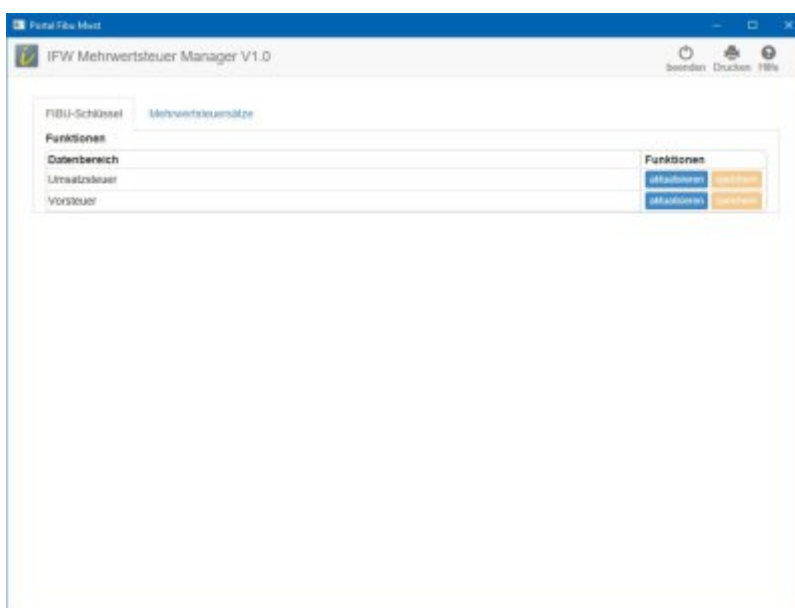 Portal Fibu Mwst
IFW Mehrwertsteuer Manager V1.0
beenden Drucken Hilfe
FIBU-Schlüssel Mehrwertsteuersätze
Funktionen
Datenbereich Funktionen
Umsatzsteuer aktualisieren speichern
Vorsteuer aktualisieren speichern